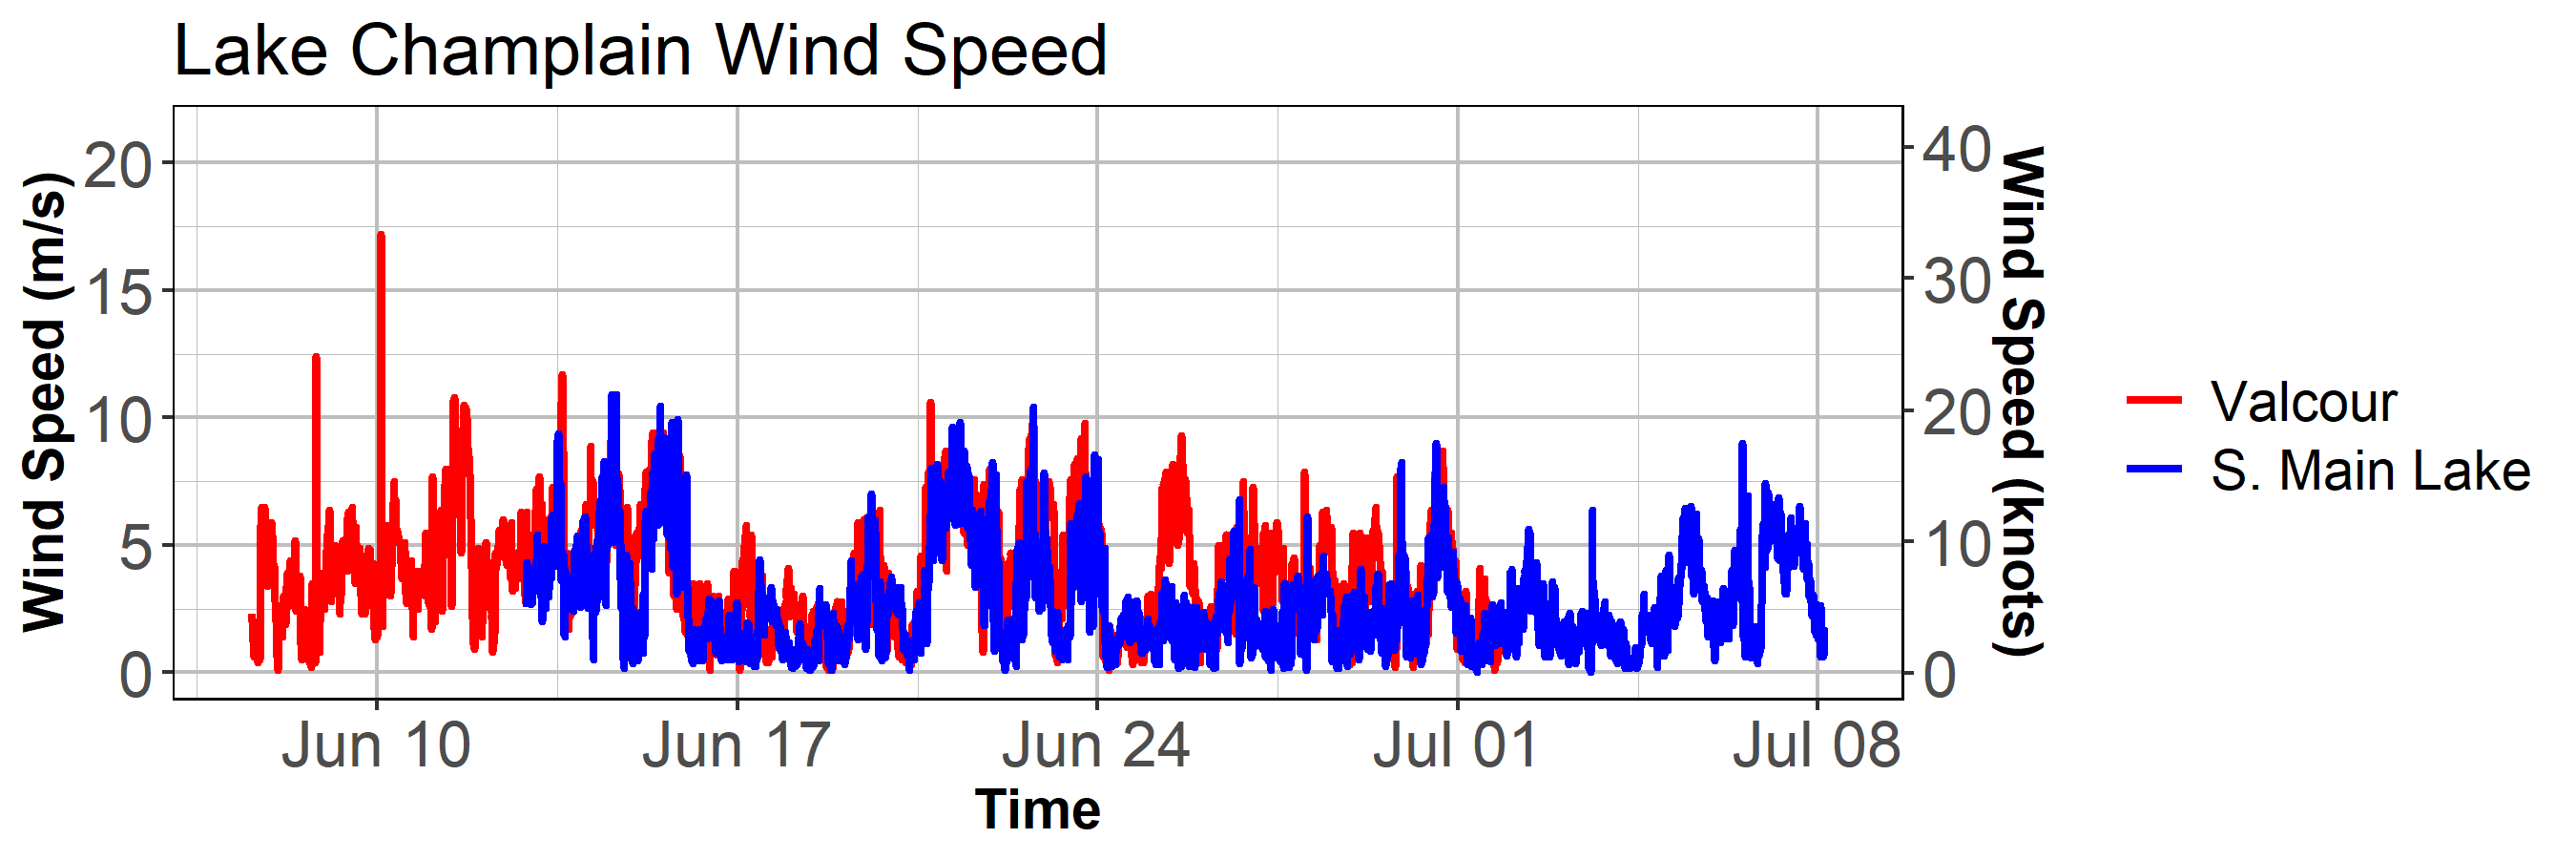 Lake Champlain Wind Speed
Wind Speed (m/s)
20
15
10
5
0
40
30
20
10
0
Wind Speed (knots)
Jun 10
Jun 17
Jun 24
Jul 01
Jul 08
Time
Valcour
S. Main Lake